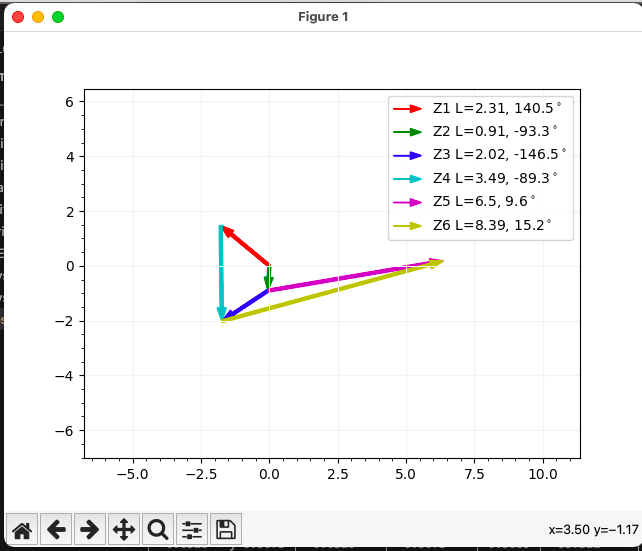 Figure 1
Z1 L=2.31, 140.5°
Z2 L=0.91, -93.3°
Z3 L=2.02, -146.5°
Z4 L=3.49, -89.3°
Z5 L=6.5, 9.6°
Z6 L=8.39, 15.2°
6
4
2
0
−2
−4
−6
−5.0 −2.5 0.0 2.5 5.0 7.5 10.0
x=3.50 y=−1.17